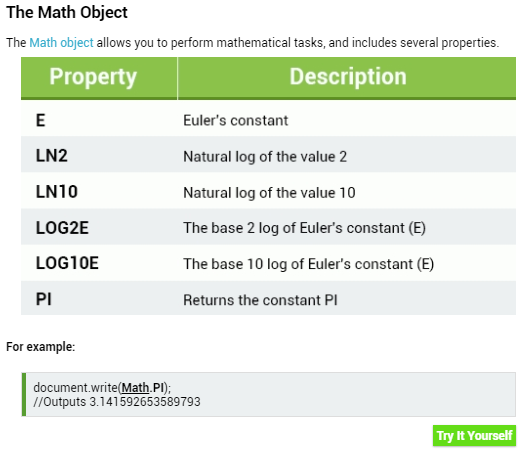 The Math Object
The Math object allows you to perform mathematical tasks, and includes several properties.
Property Description
E Euler's constant
LN2 Natural log of the value 2
LN10 Natural log of the value 10
LOG2E The base 2 log of Euler's constant (E)
LOG10E The base 10 log of Euler's constant (E)
PI Returns the constant PI
For example:
document.write(Math.PI);
//Outputs 3.141592653589793
Try It Yourself